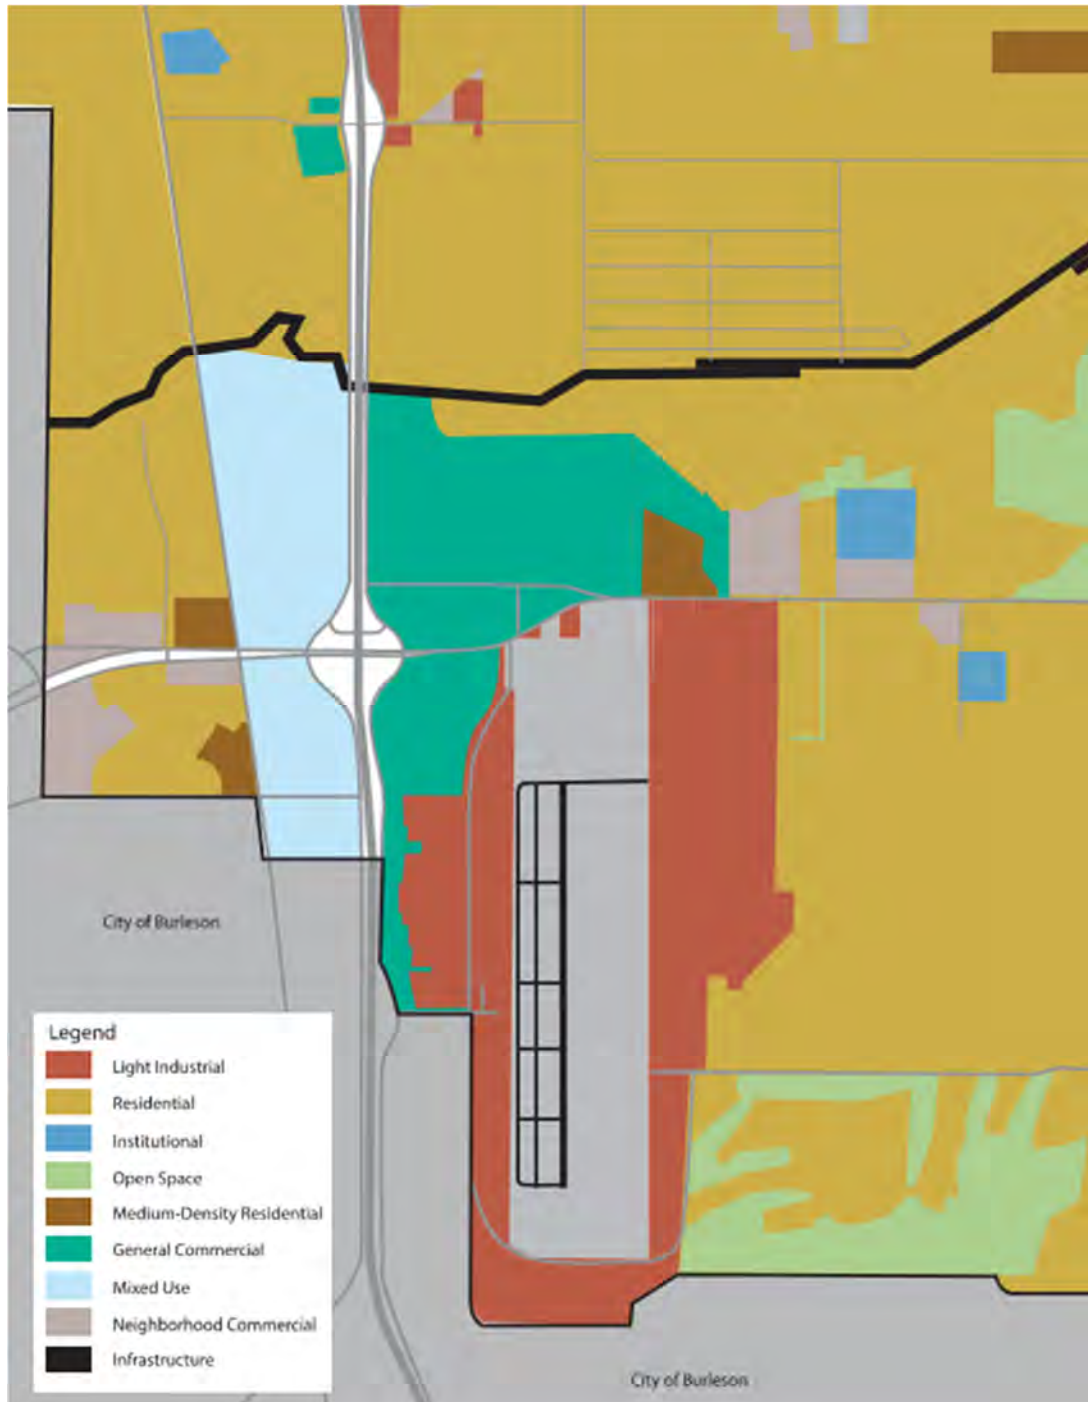 City of Burleson
Legend
Light Industrial
Residential
Institutional
Open Space
Medium-Density Residential
General Commercial
Mixed Use
Neighborhood Commercial
Infrastructure
City of Burleson